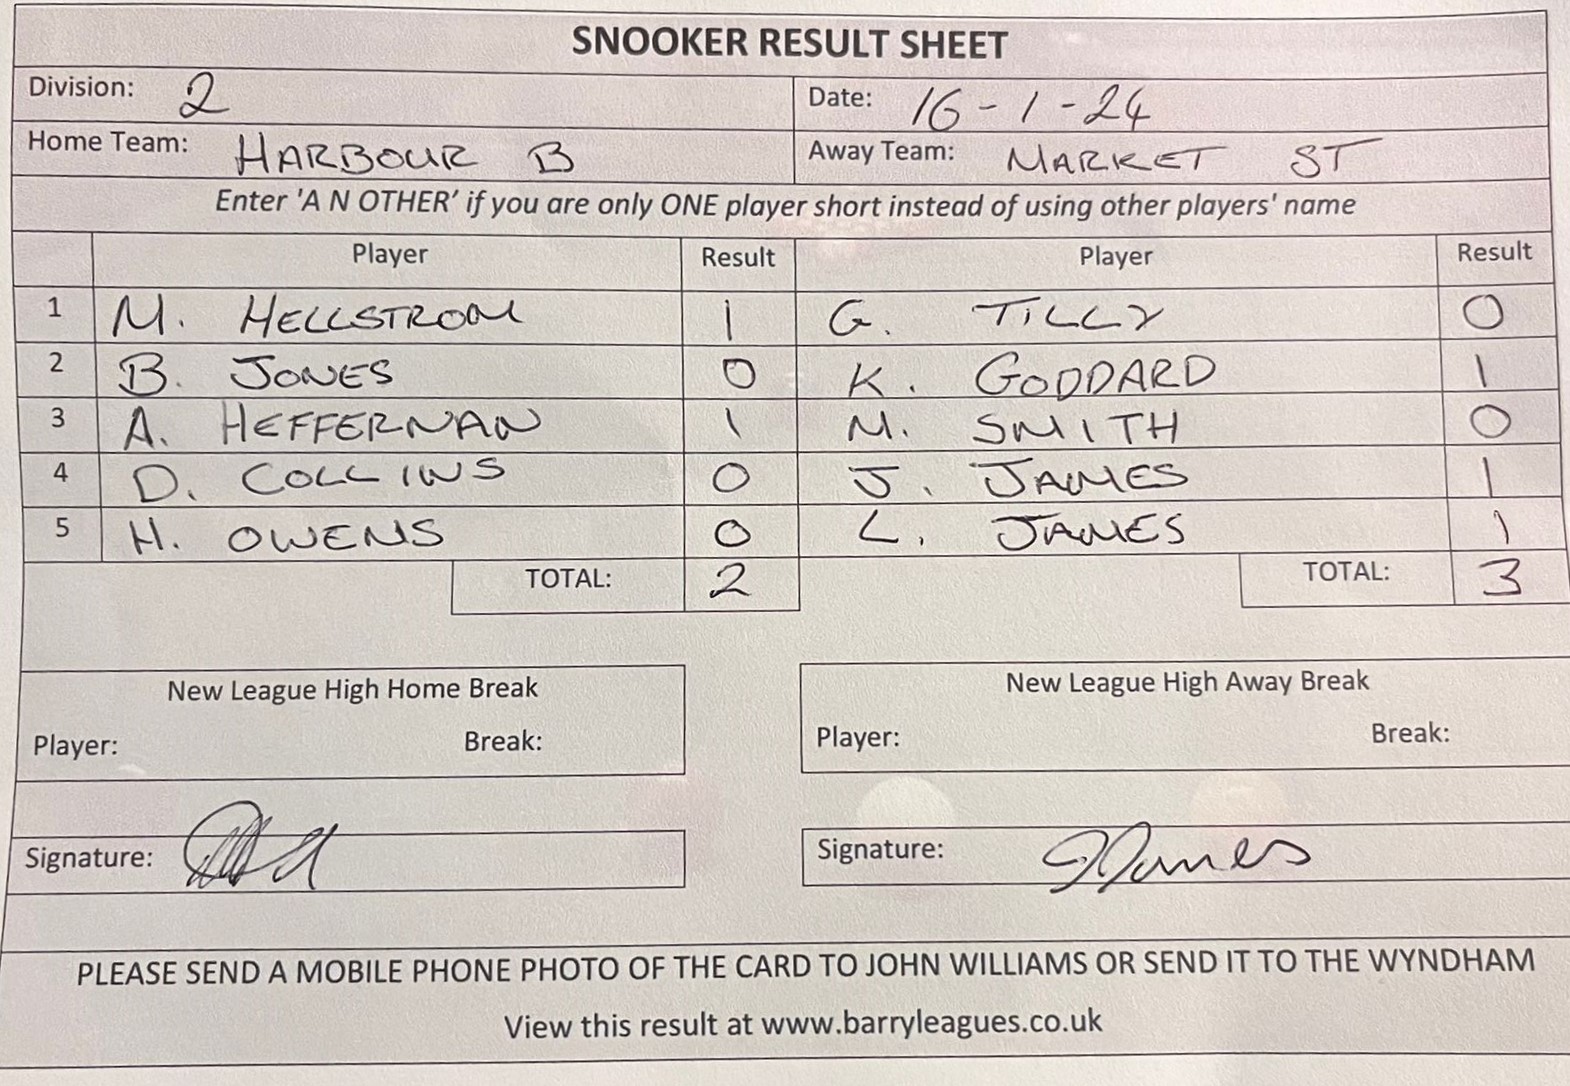 SNOOKER RESULT SHEET
Division: 2 Date: 16-1-24
Home Team: HARBOUR B Away Team: MARKET ST
Enter 'A N OTHER' if you are only ONE player short instead of using other players' name
Player Result Player Result
1 M. HELLSTROM 1 G. TILLY 0
2 B. JONES 0 K. GODDARD 1
3 A. HEFFERNAN 1 M. SMITH 0
4 D. COLLINS 0 J. JAMES 1
5 H. OWENS 0 L. JAMES 1
TOTAL: 2 TOTAL: 3
New League High Home Break New League High Away Break
Player: Break: Player: Break:
Signature: Signature: JJames
PLEASE SEND A MOBILE PHONE PHOTO OF THE CARD TO JOHN WILLIAMS OR SEND IT TO THE WYNDHAM
View this result at www.barryleagues.co.uk